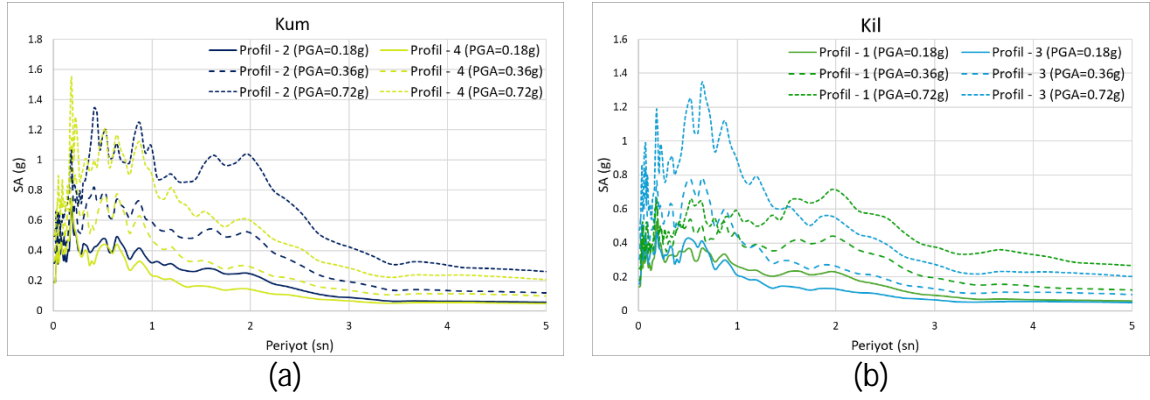 Kum
1.8
1.6
1.4
1.2
1
0.8
0.6
0.4
0.2
0
SA (g)
Profil - 2 (PGA=0.18g) Profil - 4 (PGA=0.18g)
Profil - 2 (PGA=0.36g) Profil - 4 (PGA=0.36g)
Profil - 2 (PGA=0.72g) Profil - 4 (PGA=0.72g)
0 1 2 3 4 5
Periyot (sn)
(a)
Kil
1.6
1.4
1.2
1
0.8
0.6
0.4
0.2
0
SA (g)
Profil - 1 (PGA=0.18g) Profil - 3 (PGA=0.18g)
Profil - 1 (PGA=0.36g) Profil - 3 (PGA=0.36g)
Profil - 1 (PGA=0.72g) Profil - 3 (PGA=0.72g)
0 1 2 3 4 5
Periyot (sn)
(b)